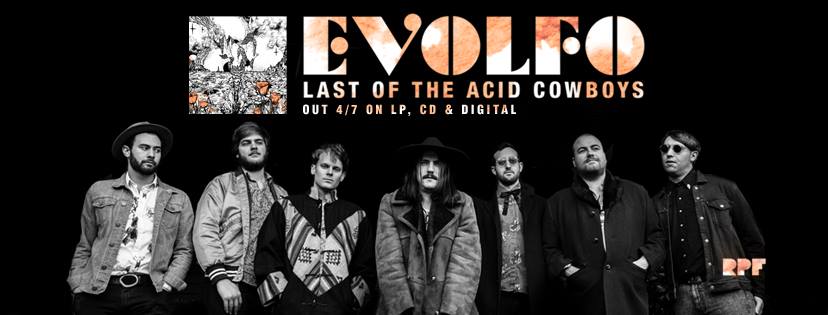 EVOLFO
LAST OF THE ACID COWBOYS
OUT 4/7 ON LP, CD & DIGITAL
RPF